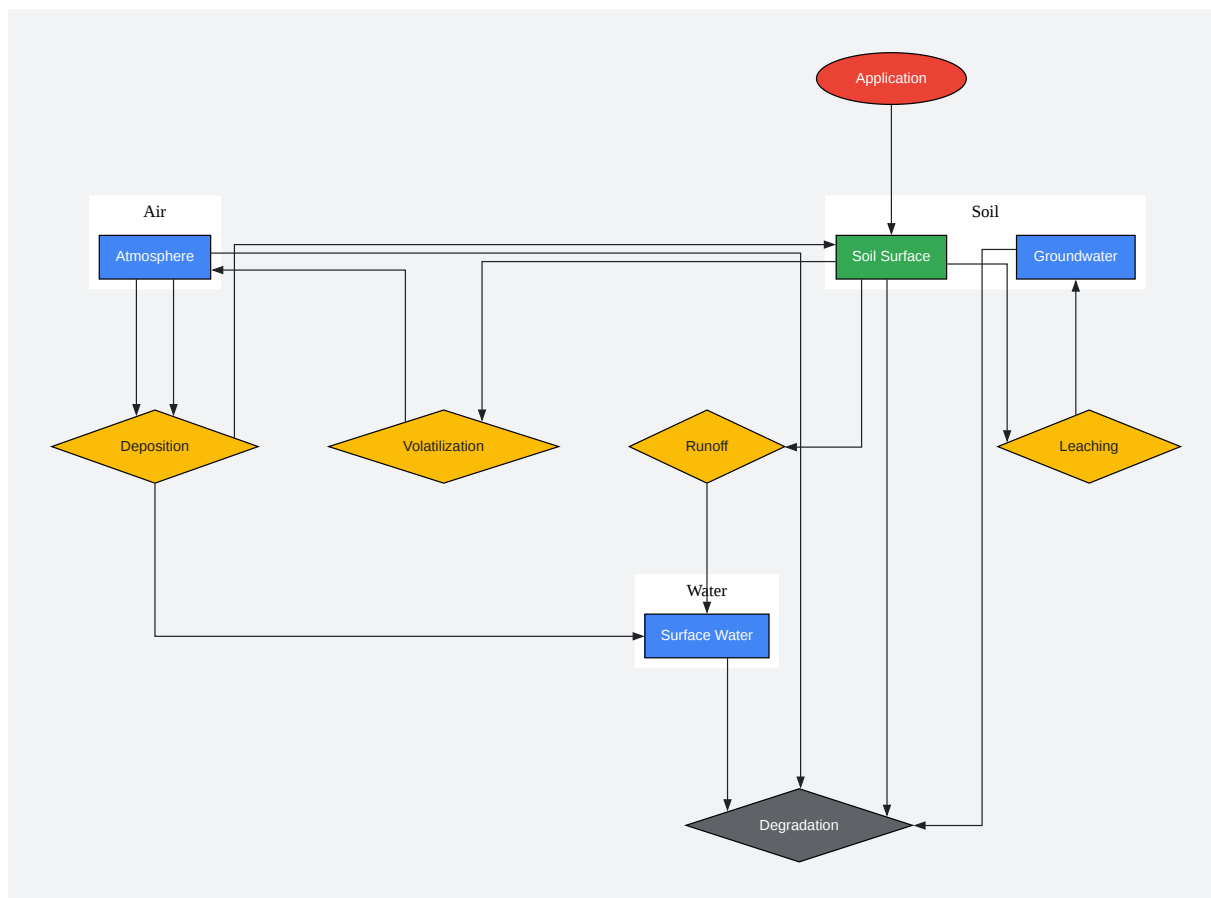 Application
Air
Soil
Atmosphere
Soil Surface
Groundwater
Deposition
Volatilization
Runoff
Leaching
Water
Surface Water
Degradation